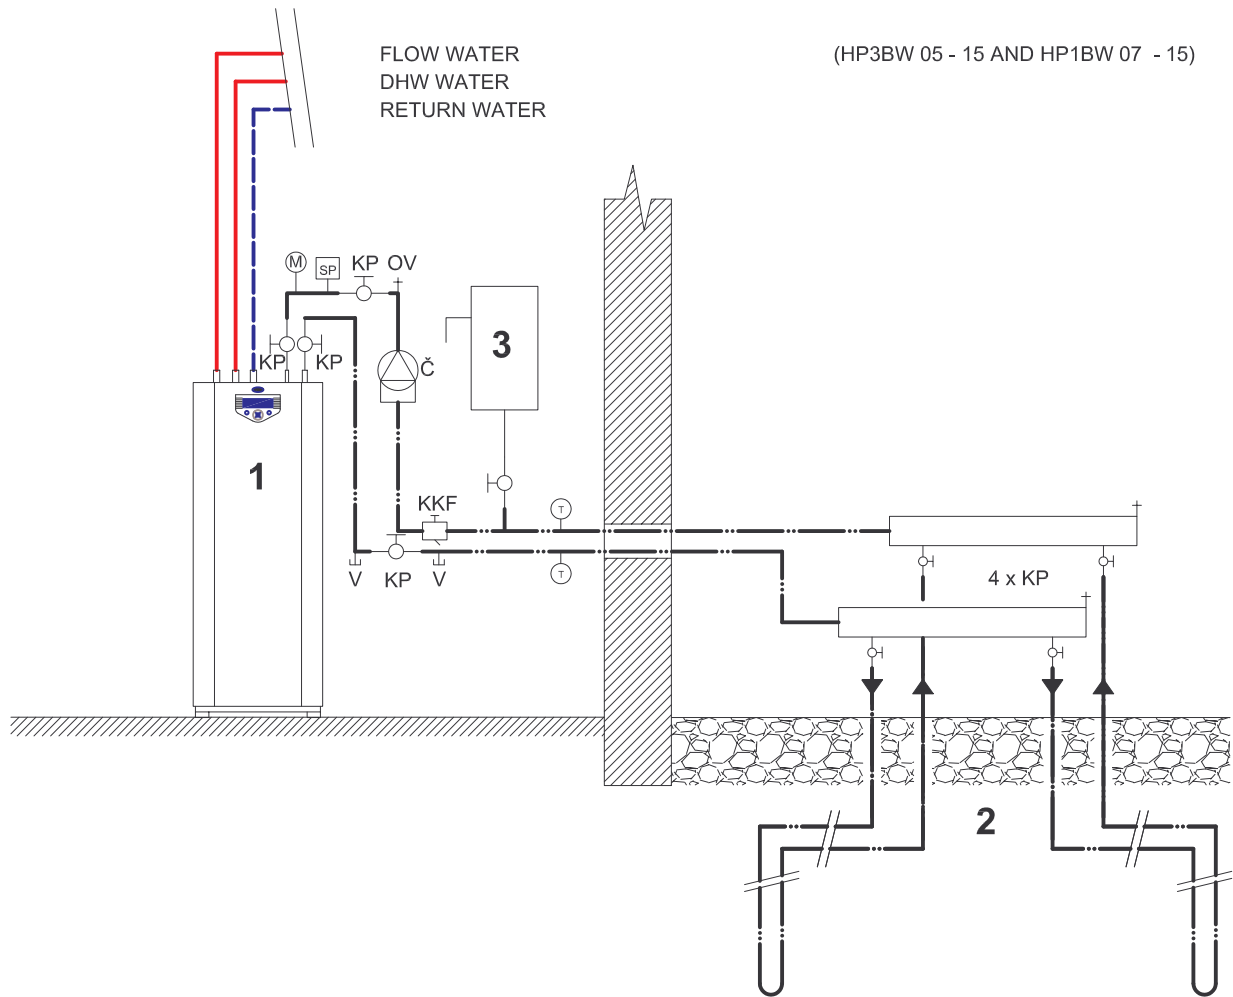 FLOW WATER
(HP3BW 05 - 15 AND HP1BW 07 - 15)
DHW WATER
RETURN WATER
M
SP
KP
OV
KP
KP
Č
3
1
KKF
T
V
KP
V
T
4 x KP
2